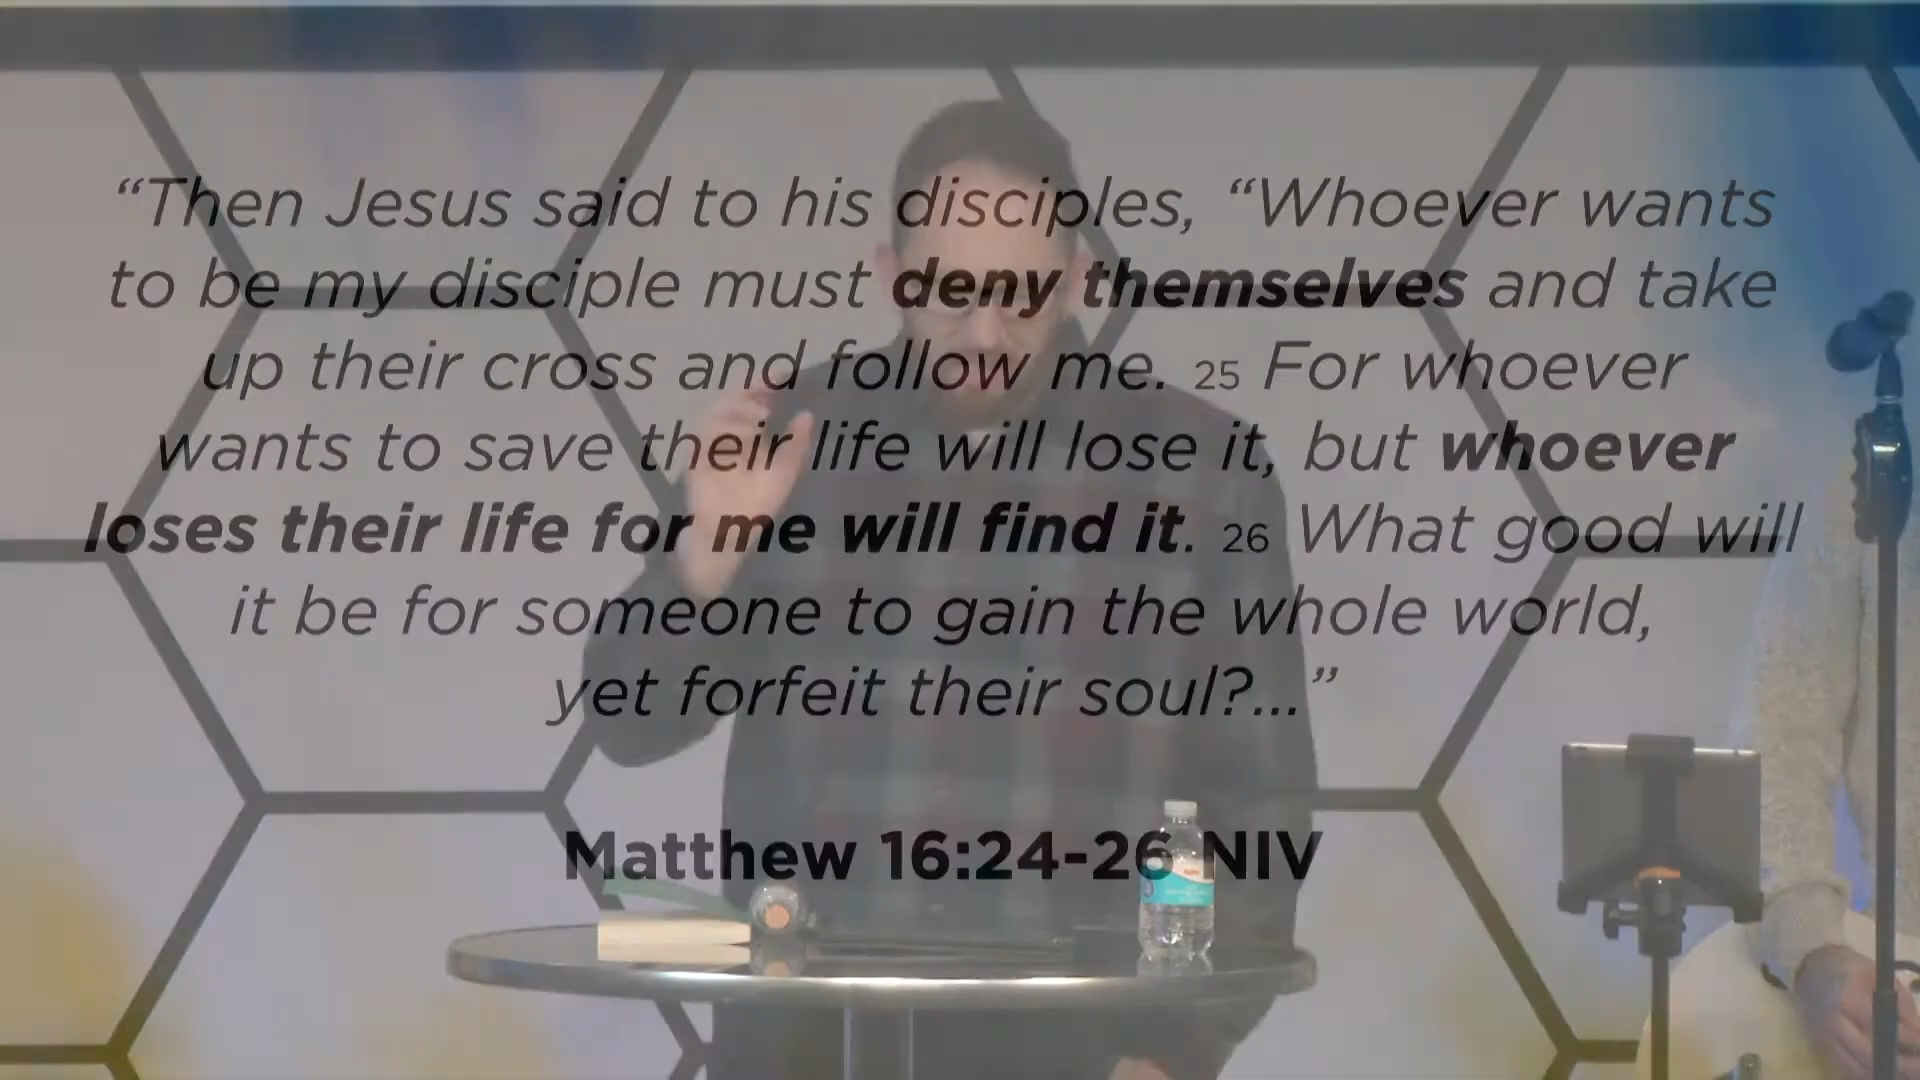 “Then Jesus said to his disciples, “Whoever wants
to be my disciple must deny themselves and take
up their cross and follow me. 25 For whoever
wants to save their life will lose it, but whoever
loses their life for me will find it. 26 What good will
it be for someone to gain the whole world,
yet forfeit their soul?...”
Matthew 16:24-26 NIV